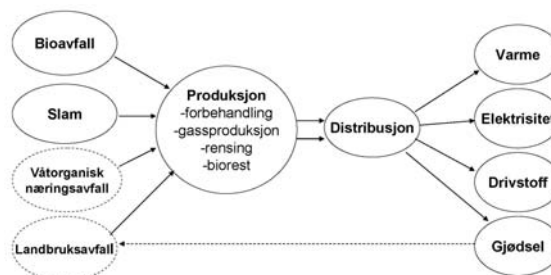 Bioavfall
Slam
Våtorganisk
næringsavfall
Landbruksavfall
Produksjon
-forbehandling
-gassproduksjon
-rensing
-biorest
Distribusjon
Varme
Elektrisitet
Drivstoff
Gjødsel